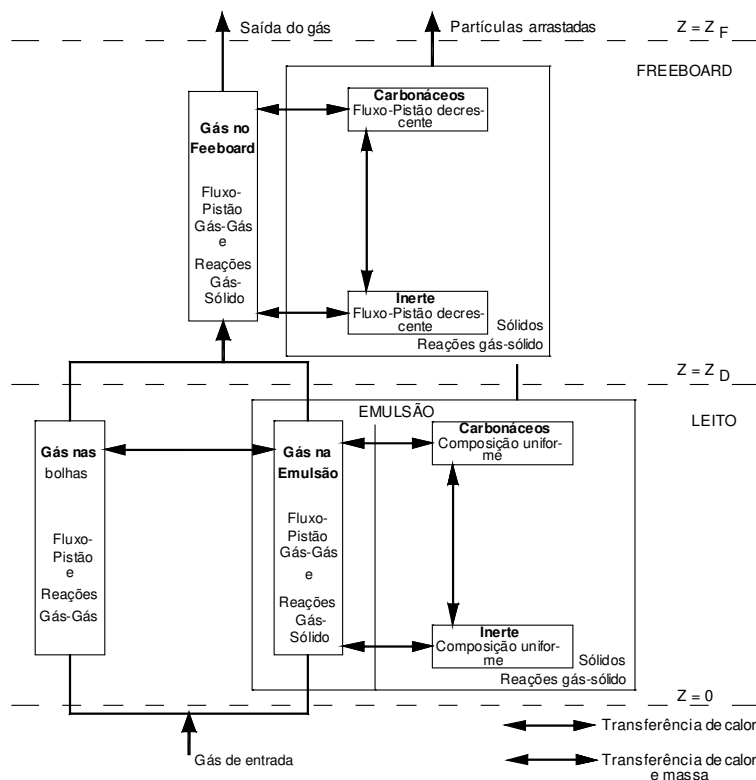 Saída do gás
Partículas arrastadas
Z = Z F
FREEBOARD
Carbonáceos
Fluxo-Pistão decres-
cente
Gás no
Feeboard
Fluxo-
Pistão
Gás-Gás
e
Reações
Gás-
Sólido
Inerte
Fluxo-Pistão decres-
cente
Sólidos
Reações gás-sólido
Z = Z D
LEITO
EMULSÃO
Gás nas
bolhas
Fluxo-
Pistão
e
Reações
Gás-Gás
Gás na
Emulsão
Fluxo-
Pistão
Gás-Gás
e
Reações
Gás-
Sólido
Carbonáceos
Composição unifor-
me
Inerte
Composição unifor-
me
Sólidos
Reações gás-sólido
Z = 0
Gás de entrada
Transferência de calor
Transferência de calor
e massa